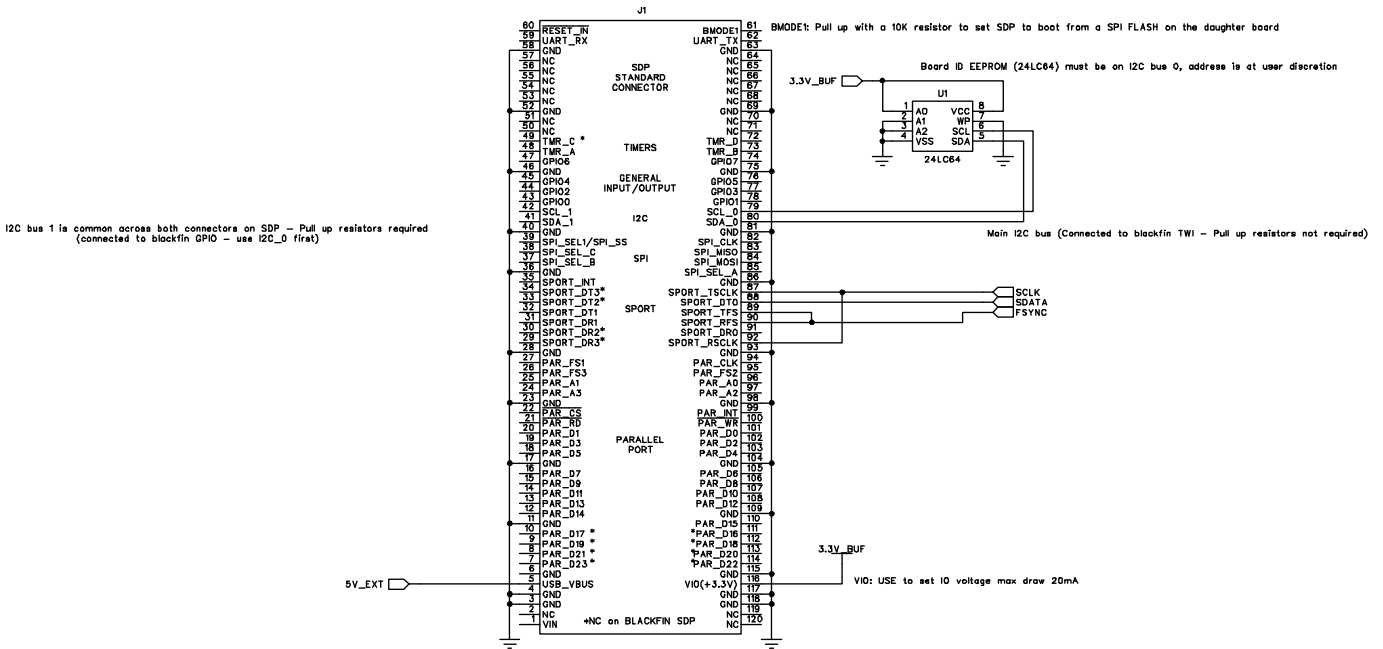 J1
60 RESET_IN BMODE1 61
BMODE1: Pull up with a 10K resistor to set SDP to boot from a SPI FLASH on the daughter board
59 UART_RX UART_TX 62
58 GND GND 63
57 NC NC 64
56 NC NC 65
55 NC NC 66
54 NC NC 67
53 NC NC 68
52 GND GND 69
51 NC NC 70
50 NC NC 71
49 TMR_C * TMR_D 72
48 TMR_A TMR_B 73
47 GPIO6 GPIO7 74
46 GND GND 75
45 GPIO4 GPIO5 76
44 GPIO2 GPIO3 77
43 GPIO0 GPIO1 78
42 SCL_1 SCL_0 79
41 SDA_1 SDA_0 80
40 GND GND 81
39 SPI_SEL1/SPI_SS SPI_CLK 82
38 SPI_SEL_C SPI_MISO 83
37 SPI_SEL_B SPI_MOSI 84
36 GND SPI_SEL_A 85
35 SPORT_INT GND 86
34 SPORT_DT3* SPORT_TSCLK 87
33 SPORT_DT2* SPORT_DT0 88
32 SPORT_DT1 SPORT_TFS 89
31 SPORT_DR1 SPORT_RFS 90
30 SPORT_DR2* SPORT_DR0 91
29 SPORT_DR3* SPORT_RSCLK 92
28 GND GND 93
27 PAR_FS1 PAR_CLK 94
26 PAR_FS3 PAR_FS2 95
25 PAR_A1 PAR_A0 96
24 PAR_A3 PAR_A2 97
23 GND GND 98
22 PAR_CS PAR_INT 99
21 PAR_RD PAR_WR 100
20 PAR_D1 PAR_D0 101
19 PAR_D3 PAR_D2 102
18 PAR_D5 PAR_D4 103
17 GND GND 104
16 PAR_D7 PAR_D6 105
15 PAR_D9 PAR_D8 106
14 PAR_D11 PAR_D10 107
13 PAR_D13 PAR_D12 108
12 PAR_D14 GND 109
11 GND PAR_D15 110
10 PAR_D17 * *PAR_D16 111
9 PAR_D19 * *PAR_D18 112
8 PAR_D21 * *PAR_D20 113
7 PAR_D23 * *PAR_D22 114
6 GND GND 115
5 USB_VBUS VIO(+3.3V) 116
4 GND GND 117
3 GND GND 118
2 NC NC 119
1 VIN NC 120
*NC on BLACKFIN SDP
SDP
STANDARD
CONNECTOR
TIMERS
GENERAL
INPUT/OUTPUT
I2C
SPI
SPORT
PARALLEL
PORT
I2C bus 1 is common across both connectors on SDP – Pull up resistors required
(connected to blackfin GPIO – use I2C_0 first)
5V_EXT
Board ID EEPROM (24LC64) must be on I2C bus 0, address is at user discretion
3.3V_BUF
U1
1 A0 VCC 8
2 A1 WP 7
3 A2 SCL 6
4 VSS SDA 5
24LC64
Main I2C bus (Connected to blackfin TWI – Pull up resistors not required)
SCLK
SDATA
FSYNC
3.3V_BUF
VIO: USE to set IO voltage max draw 20mA